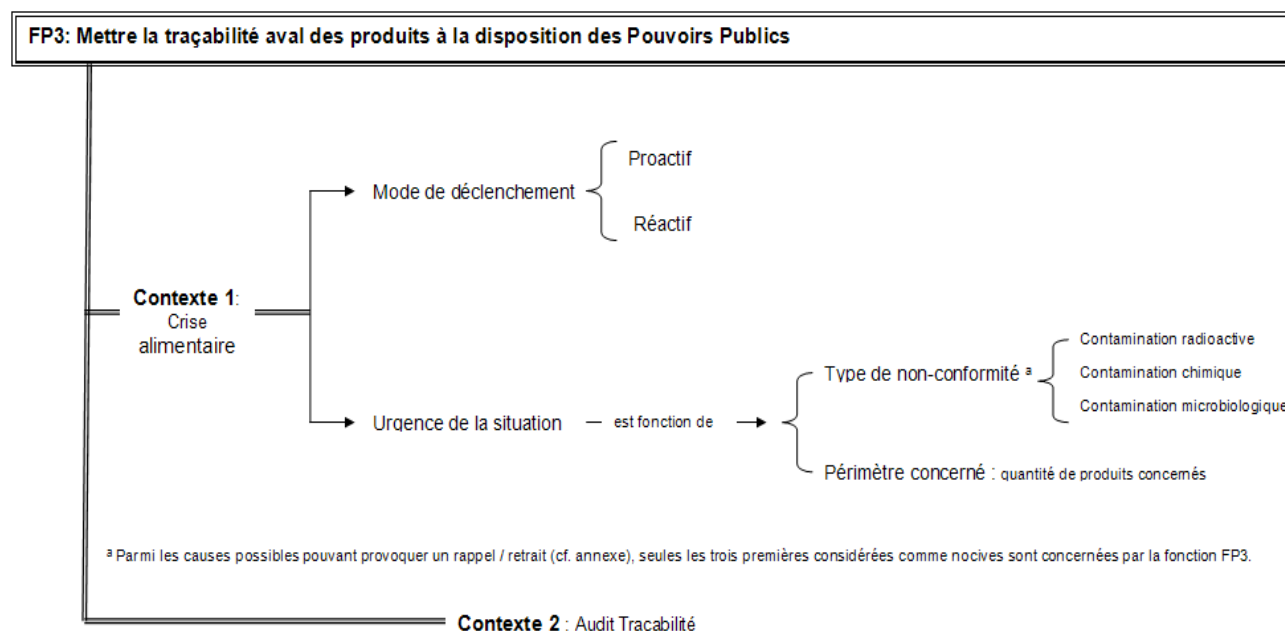 FP3: Mettre la traçabilité aval des produits à la disposition des Pouvoirs Publics
Proactif
Mode de déclenchement
Réactif
Contexte 1:
Crise
alimentaire
Contamination radioactive
Type de non-conformité ª
Contamination chimique
Contamination microbiologique
Urgence de la situation — est fonction de
Périmètre concerné : quantité de produits concernés
ª Parmi les causes possibles pouvant provoquer un rappel / retrait (cf. annexe), seules les trois premières considérées comme nocives sont concernées par la fonction FP3.
Contexte 2 : Audit Traçabilité